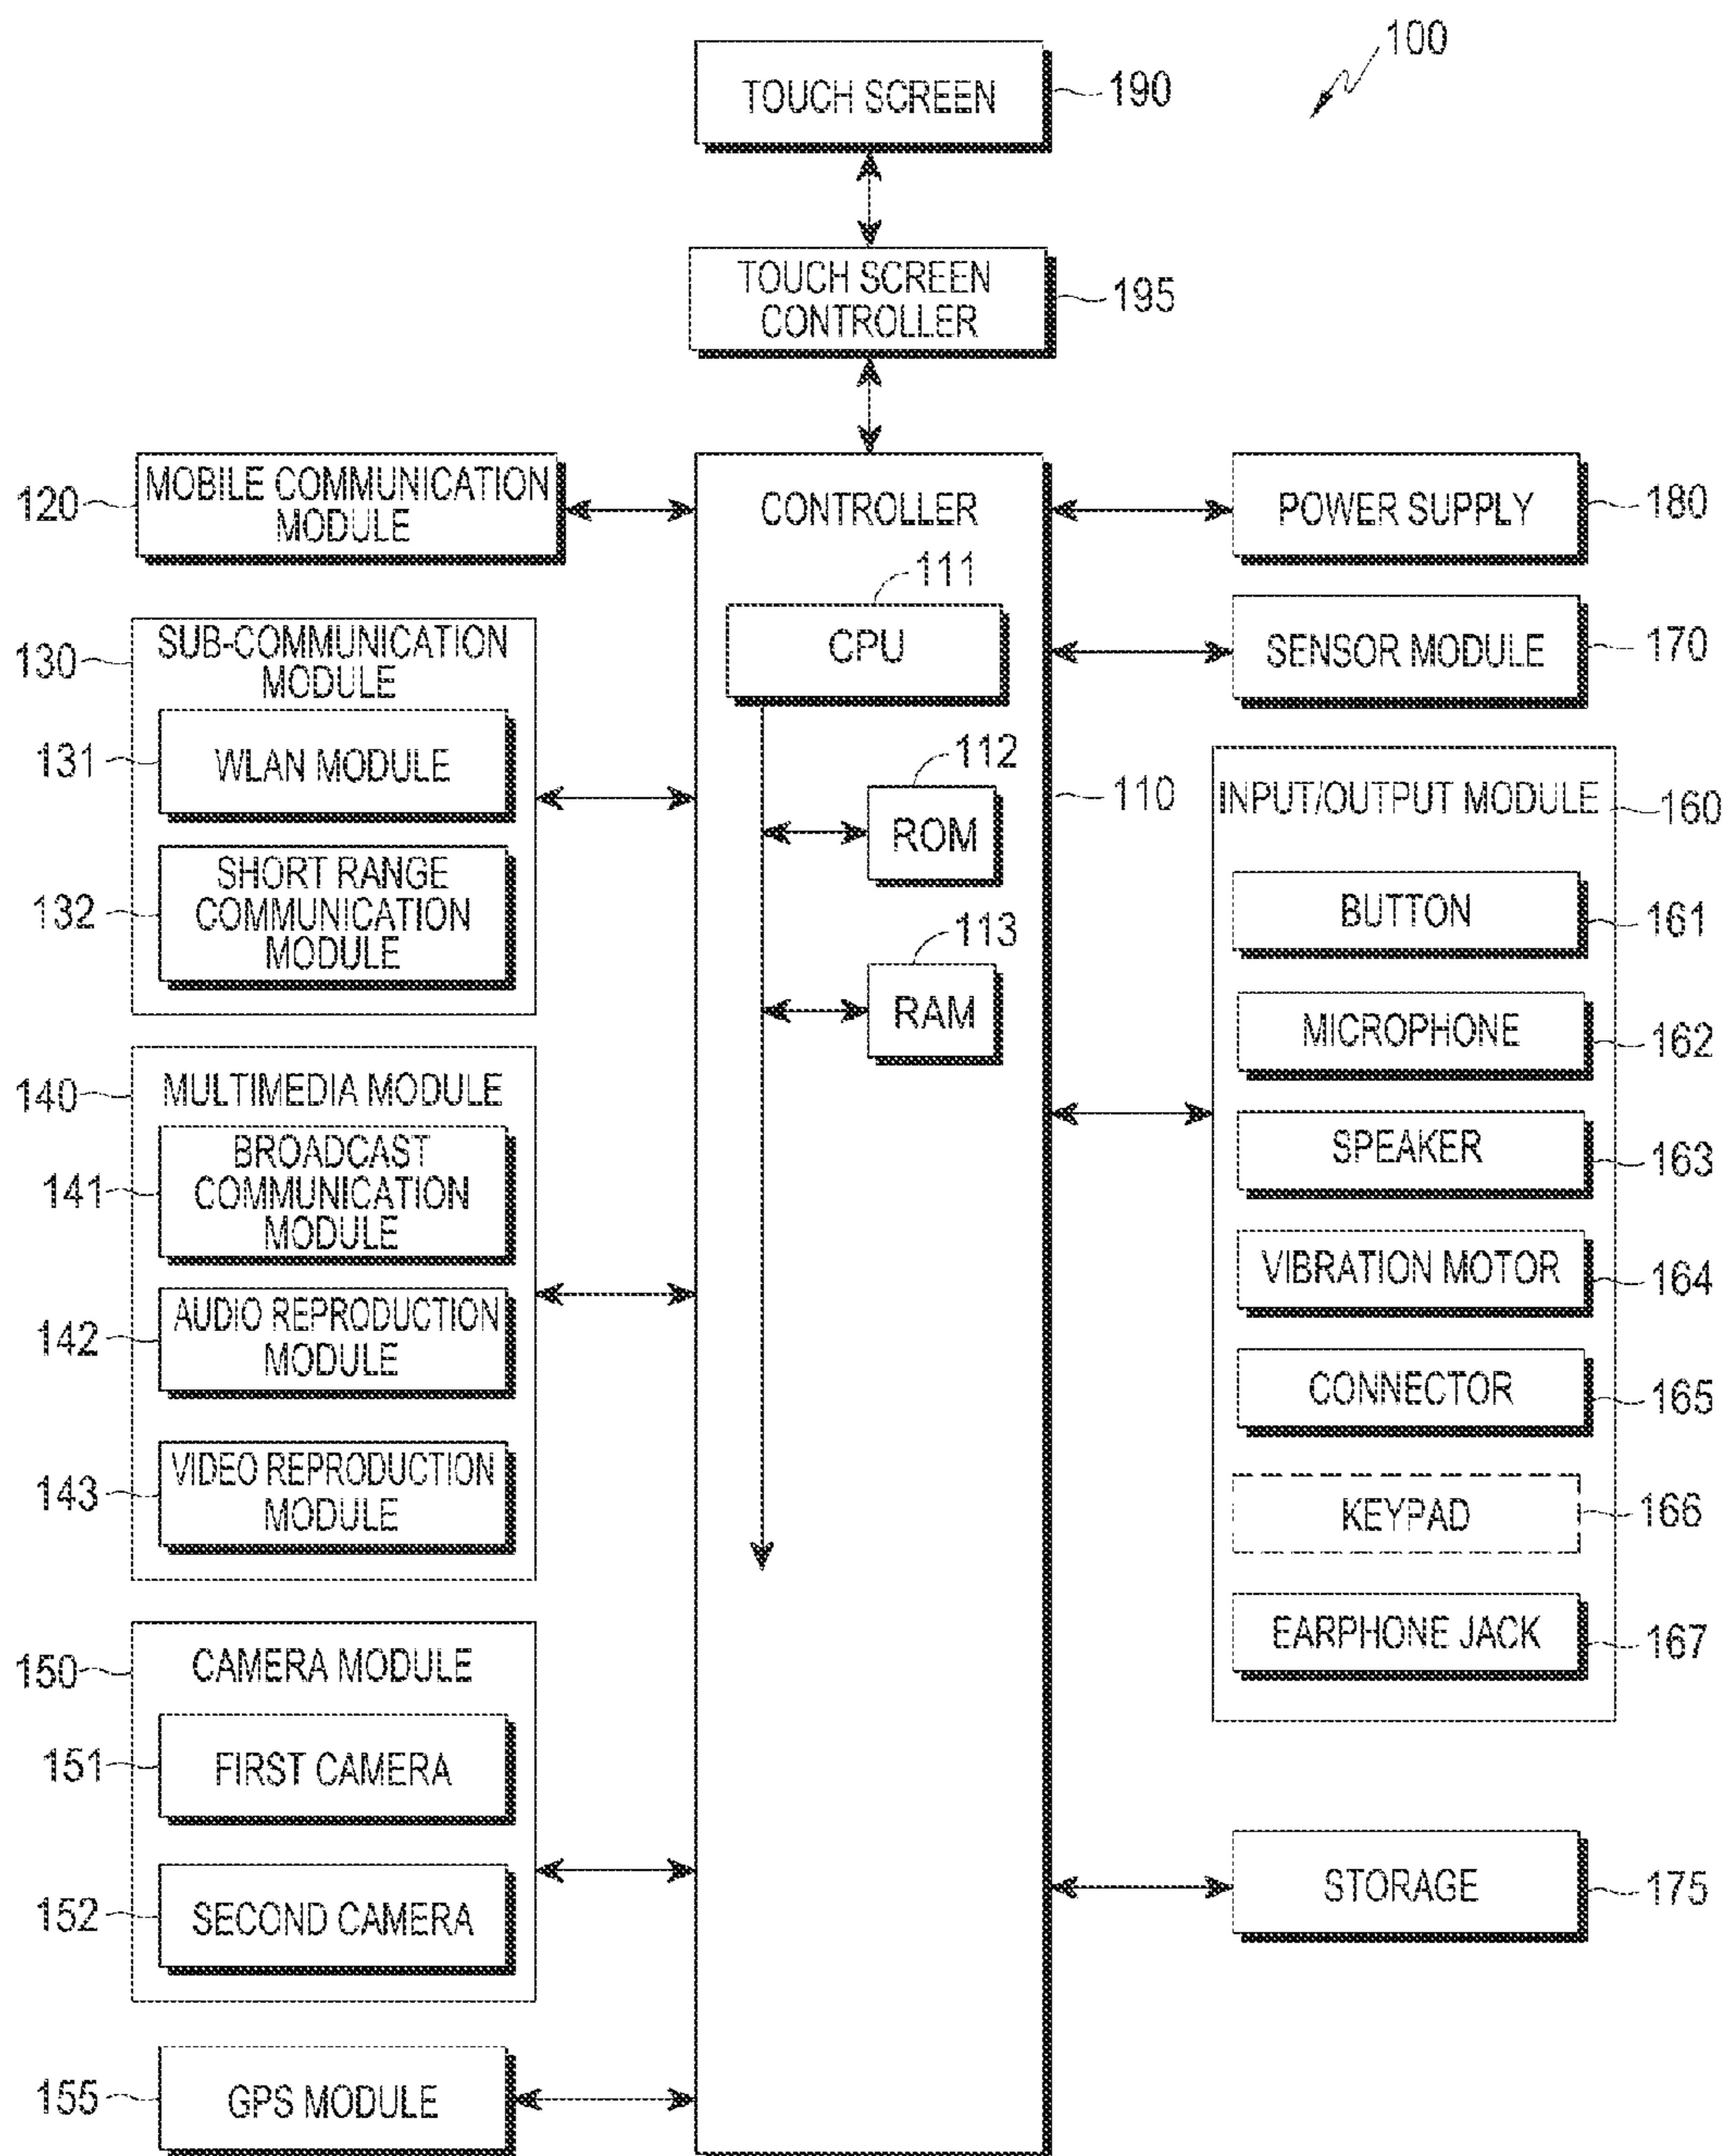 100
TOUCH SCREEN
190
TOUCH SCREEN
CONTROLLER
195
120
MOBILE COMMUNICATION
MODULE
CONTROLLER
POWER SUPPLY
180
111
CPU
130
SUB-COMMUNICATION
MODULE
SENSOR MODULE
170
131
WLAN MODULE
112
ROM
110
INPUT/OUTPUT MODULE
160
132
SHORT RANGE
COMMUNICATION
MODULE
113
RAM
BUTTON
161
MICROPHONE
162
140
MULTIMEDIA MODULE
141
BROADCAST
COMMUNICATION
MODULE
SPEAKER
163
VIBRATION MOTOR
164
142
AUDIO REPRODUCTION
MODULE
CONNECTOR
165
143
VIDEO REPRODUCTION
MODULE
KEYPAD
166
EARPHONE JACK
167
150
CAMERA MODULE
151
FIRST CAMERA
152
SECOND CAMERA
STORAGE
175
155
GPS MODULE